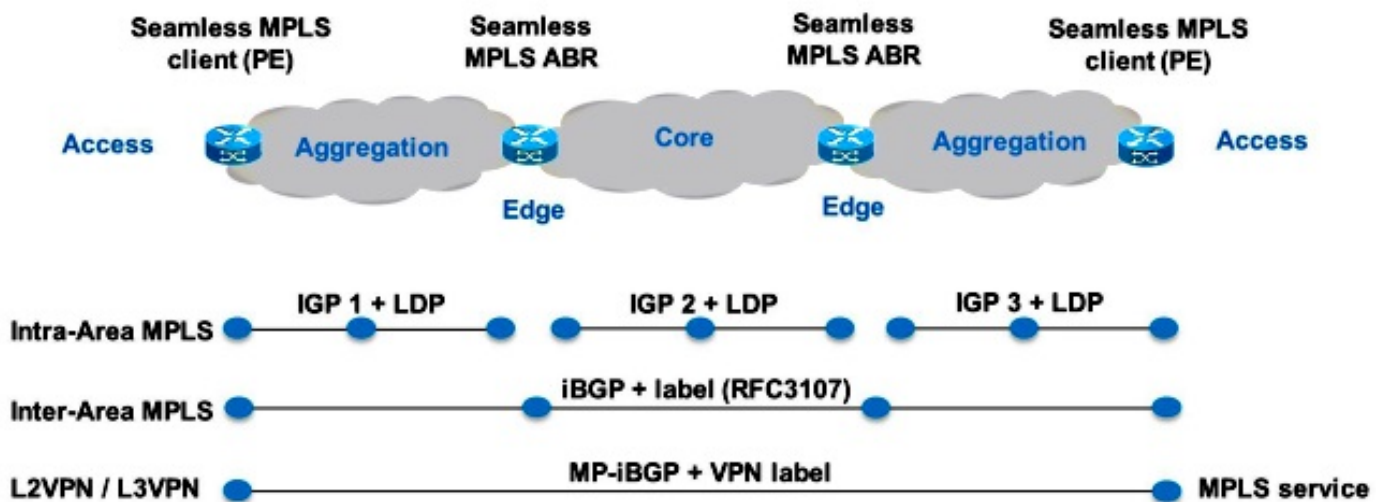 Seamless MPLS
client (PE)
Seamless
MPLS ABR
Seamless
MPLS ABR
Seamless MPLS
client (PE)
Access
Aggregation
Core
Aggregation
Access
Edge
Edge
Intra-Area MPLS
IGP 1 + LDP
IGP 2 + LDP
IGP 3 + LDP
Inter-Area MPLS
iBGP + label (RFC3107)
L2VPN / L3VPN
MP-iBGP + VPN label
MPLS service